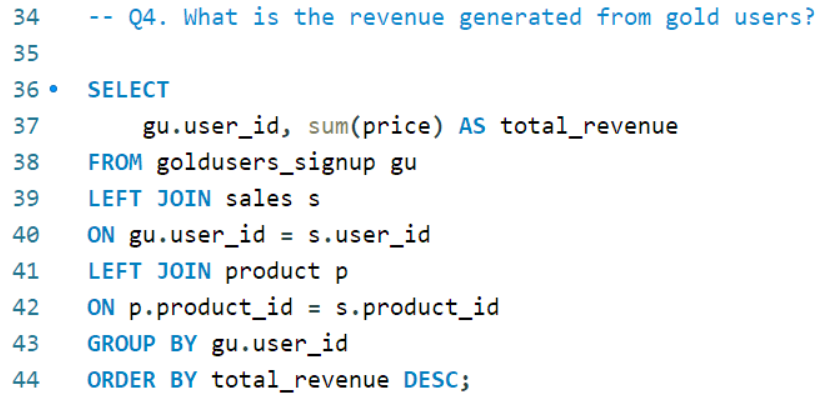 34 -- Q4. What is the revenue generated from gold users?
35
36 • SELECT
37 gu.user_id, sum(price) AS total_revenue
38 FROM goldusers_signup gu
39 LEFT JOIN sales s
40 ON gu.user_id = s.user_id
41 LEFT JOIN product p
42 ON p.product_id = s.product_id
43 GROUP BY gu.user_id
44 ORDER BY total_revenue DESC;